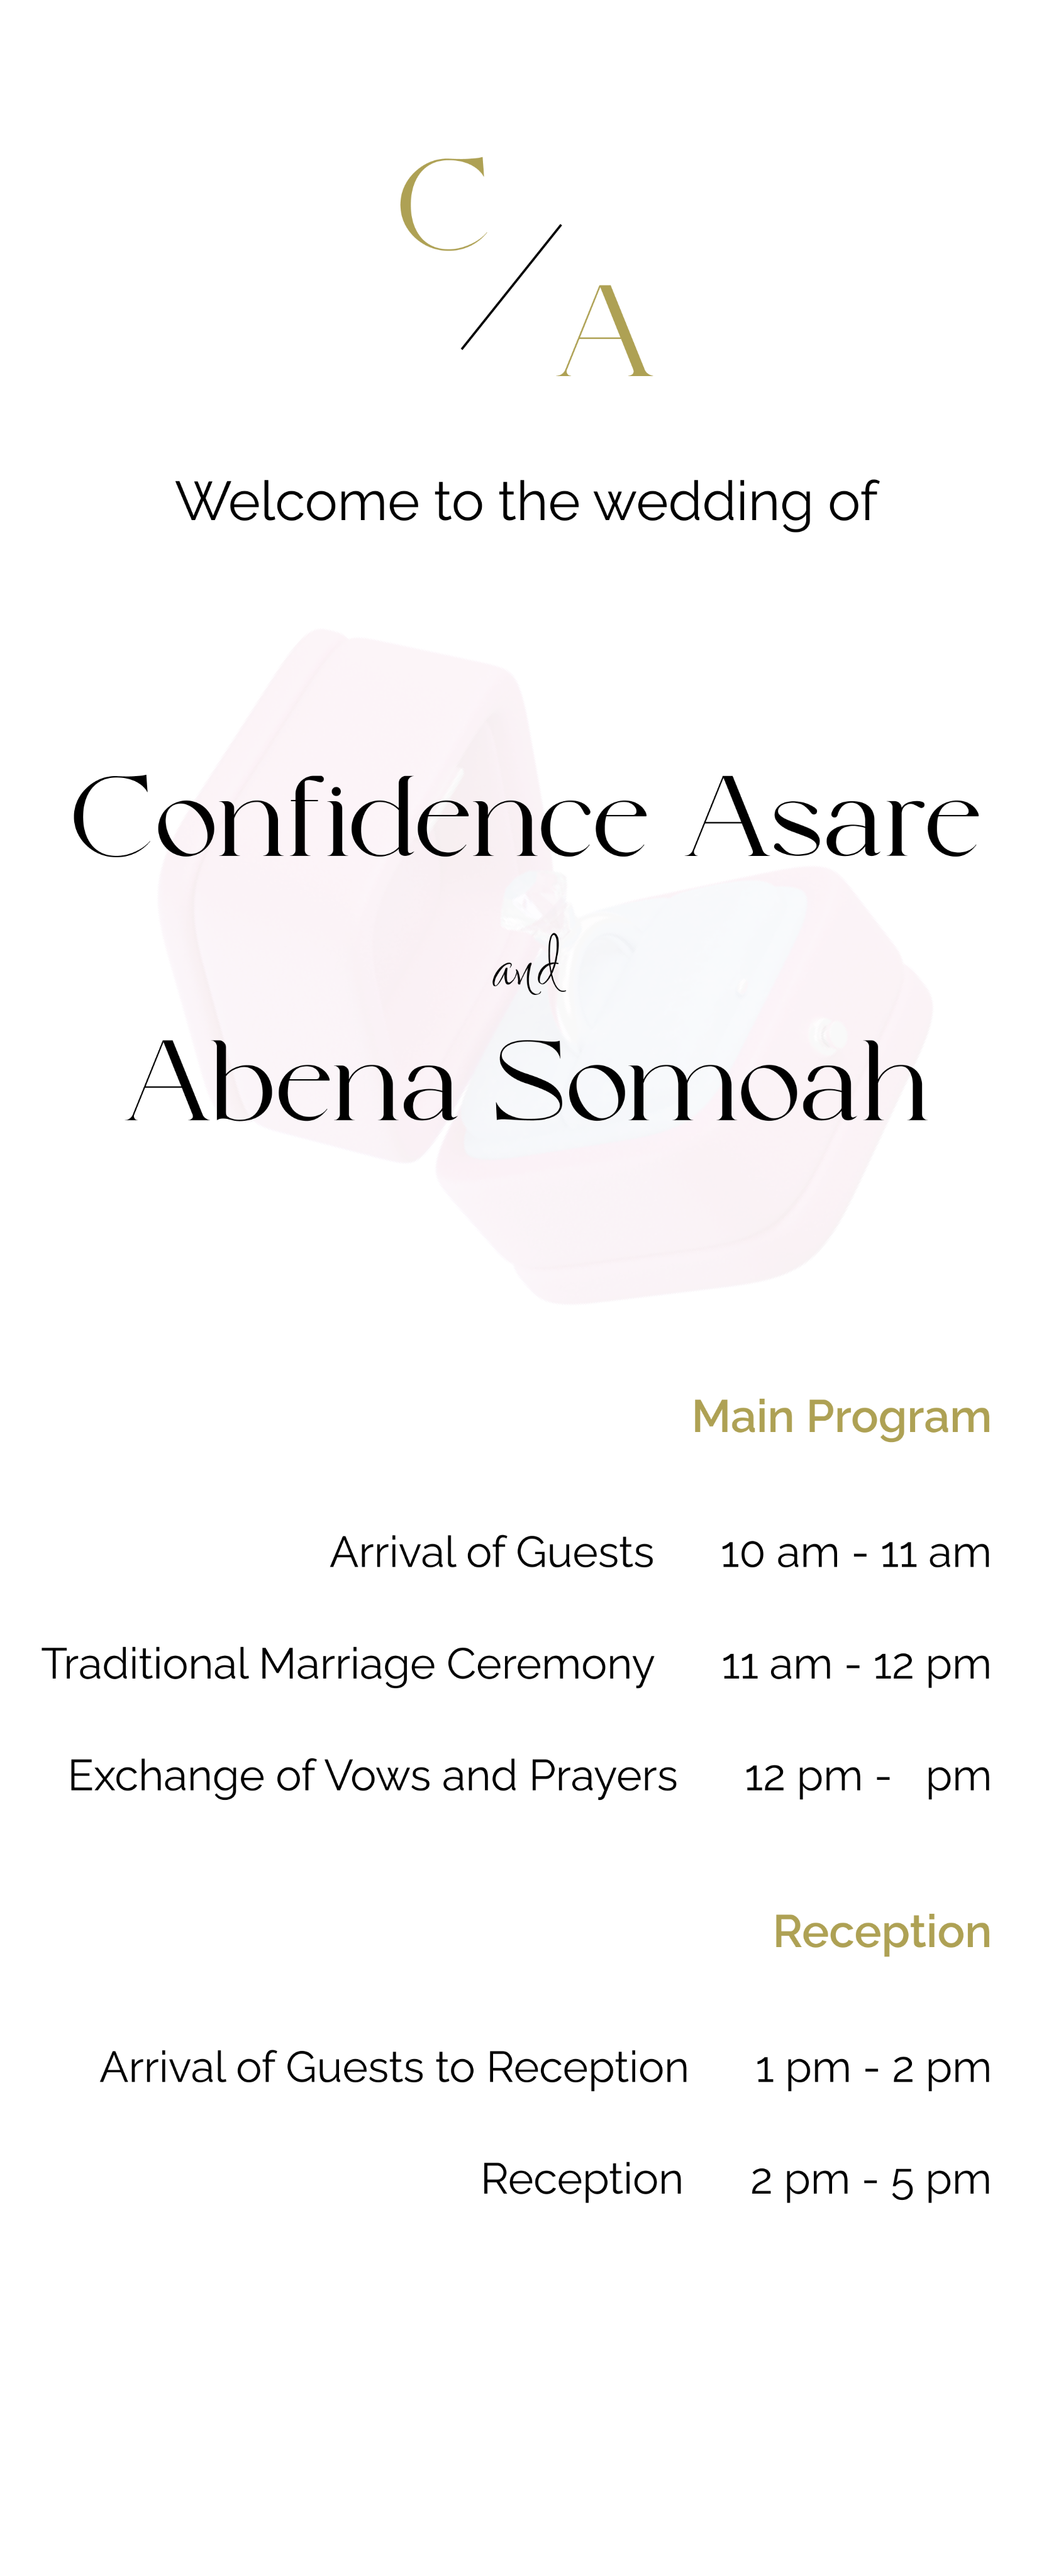 C
A
Welcome to the wedding of
Confidence Asare
and
Abena Somoah
Main Program
Arrival of Guests 10 am - 11 am
Traditional Marriage Ceremony 11 am - 12 pm
Exchange of Vows and Prayers 12 pm - pm
Reception
Arrival of Guests to Reception 1 pm - 2 pm
Reception 2 pm - 5 pm